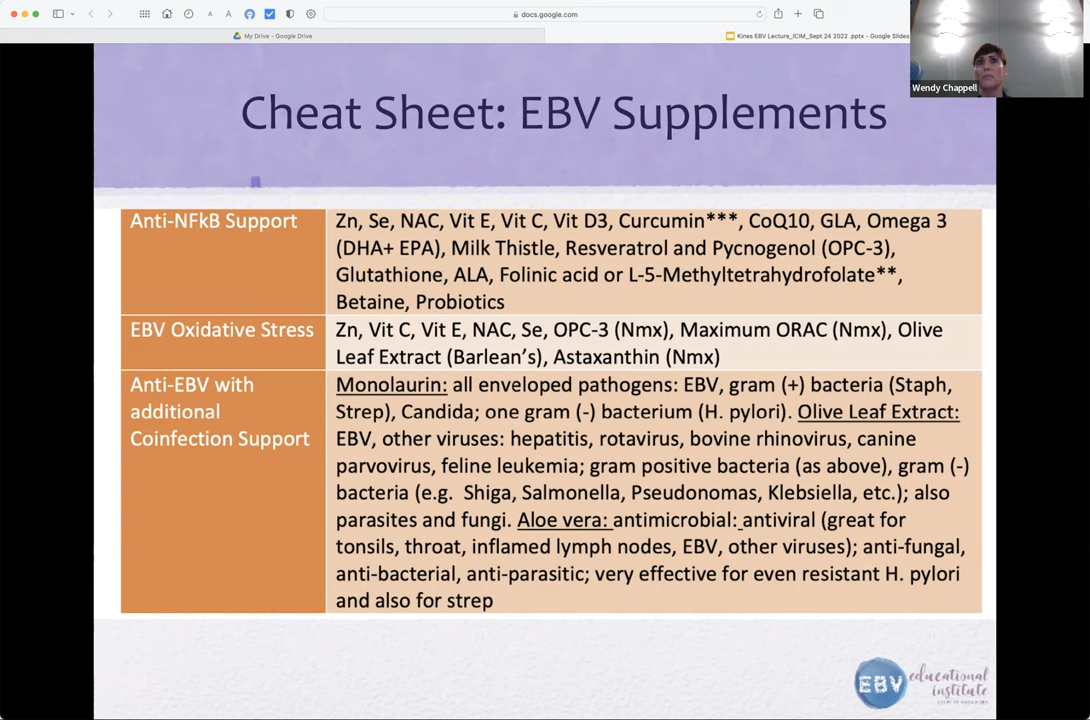 docs.google.com
My Drive - Google Drive
Kines EBV Lecture_ICIM_Sept 24 2022 .pptx - Google Slides
Wendy Chappell
Cheat Sheet: EBV Supplements
Anti-NFkB Support
Zn, Se, NAC, Vit E, Vit C, Vit D3, Curcumin***, CoQ10, GLA, Omega 3
(DHA+ EPA), Milk Thistle, Resveratrol and Pycnogenol (OPC-3),
Glutathione, ALA, Folinic acid or L-5-Methyltetrahydrofolate**,
Betaine, Probiotics
EBV Oxidative Stress
Zn, Vit C, Vit E, NAC, Se, OPC-3 (Nmx), Maximum ORAC (Nmx), Olive
Leaf Extract (Barlean's), Astaxanthin (Nmx)
Anti-EBV with
additional
Coinfection Support
Monolaurin: all enveloped pathogens: EBV, gram (+) bacteria (Staph,
Strep), Candida; one gram (-) bacterium (H. pylori). Olive Leaf Extract:
EBV, other viruses: hepatitis, rotavirus, bovine rhinovirus, canine
parvovirus, feline leukemia; gram positive bacteria (as above), gram (-)
bacteria (e.g. Shiga, Salmonella, Pseudonomas, Klebsiella, etc.); also
parasites and fungi. Aloe vera: antimicrobial: antiviral (great for
tonsils, throat, inflamed lymph nodes, EBV, other viruses); anti-fungal,
anti-bacterial, anti-parasitic; very effective for even resistant H. pylori
and also for strep
EBV educational
institute